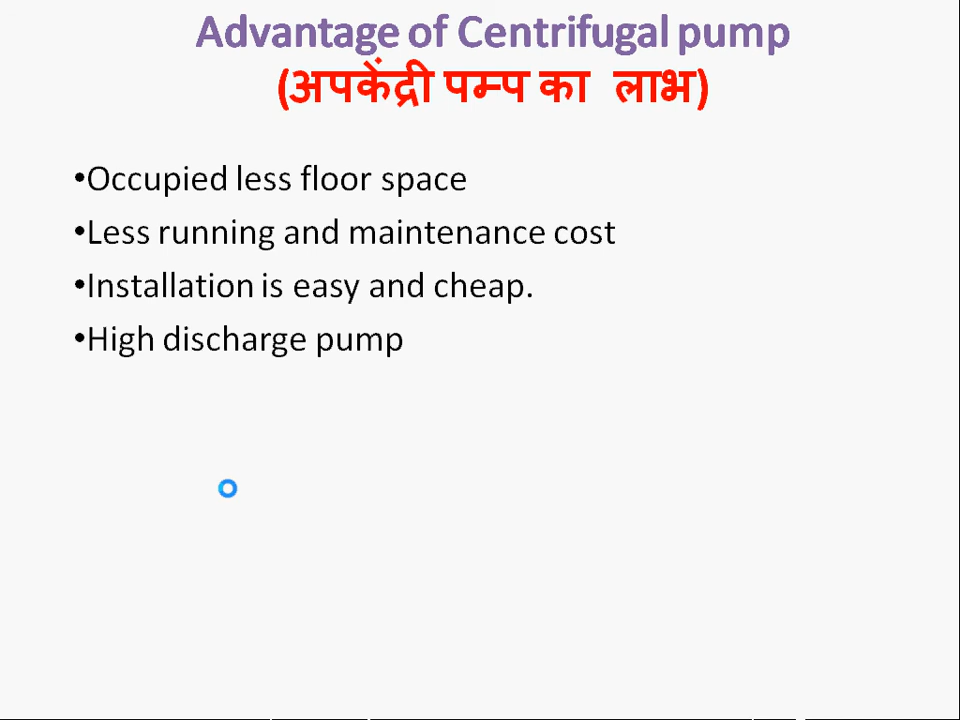 Advantage of Centrifugal pump
(अपकेंद्री पम्प का लाभ)
•Occupied less floor space
•Less running and maintenance cost
•Installation is easy and cheap.
•High discharge pump